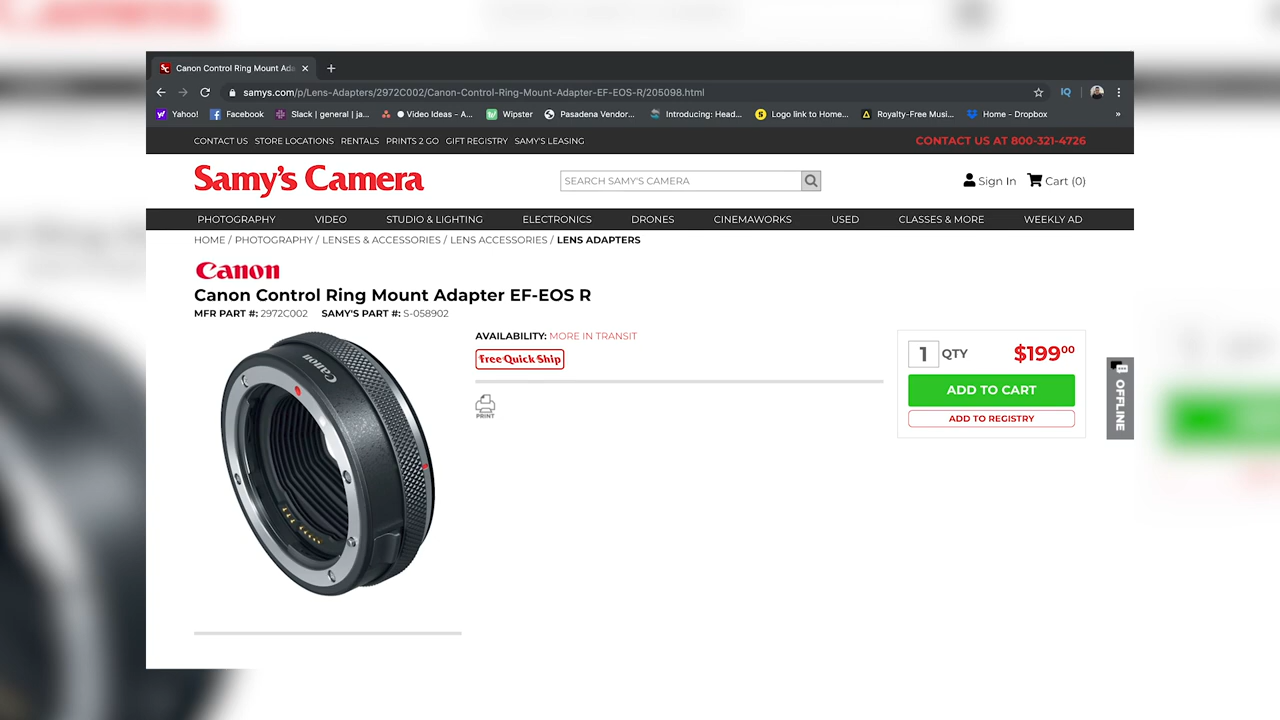 Canon Control Ring Mount Ada
samys.com/p/Lens-Adapters/2972C002/Canon-Control-Ring-Mount-Adapter-EF-EOS-R/205098.html
IQ
Yahoo! Facebook Slack | general | ja... Video Ideas - A... Wipster Pasadena Vendor... Introducing: Head... Logo link to Home... Royalty-Free Musi... Home - Dropbox »
CONTACT US STORE LOCATIONS RENTALS PRINTS 2 GO GIFT REGISTRY SAMY'S LEASING CONTACT US AT 800-321-4726
Samy's Camera SEARCH SAMY'S CAMERA Sign In Cart (0)
PHOTOGRAPHY VIDEO STUDIO & LIGHTING ELECTRONICS DRONES CINEMAWORKS USED CLASSES & MORE WEEKLY AD
HOME / PHOTOGRAPHY / LENSES & ACCESSORIES / LENS ACCESSORIES / LENS ADAPTERS
Canon
Canon Control Ring Mount Adapter EF-EOS R
MFR PART #: 2972C002 SAMY'S PART #: S-058902
AVAILABILITY: MORE IN TRANSIT
Free Quick Ship
PRINT
1 QTY $199.00
ADD TO CART
ADD TO REGISTRY
OFFLINE
Canon